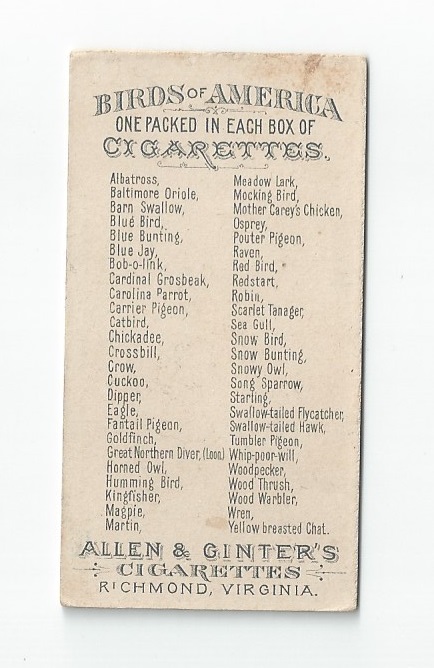 BIRDS OF AMERICA
ONE PACKED IN EACH BOX OF
CIGARETTES.
Albatross,
Baltimore Oriole,
Barn Swallow,
Blue Bird,
Blue Bunting,
Blue Jay,
Bob-o-link,
Cardinal Grosbeak,
Carolina Parrot,
Carrier Pigeon,
Catbird,
Chickadee,
Crossbill,
Crow,
Cuckoo,
Dipper,
Eagle,
Fantail Pigeon,
Goldfinch,
Great Northern Diver, (Loon)
Horned Owl,
Humming Bird,
Kingfisher,
Magpie,
Martin,
Meadow Lark,
Mocking Bird,
Mother Carey's Chicken,
Osprey,
Pouter Pigeon,
Raven,
Red Bird,
Redstart,
Robin,
Scarlet Tanager,
Sea Gull,
Snow Bird,
Snow Bunting,
Snowy Owl,
Song Sparrow,
Starling,
Swallow-tailed Flycatcher,
Swallow-tailed Hawk,
Tumbler Pigeon,
Whip-poor-will,
Woodpecker,
Wood Thrush,
Wood Warbler,
Wren,
Yellow breasted Chat.
ALLEN & GINTER'S
CIGARETTES
RICHMOND, VIRGINIA.